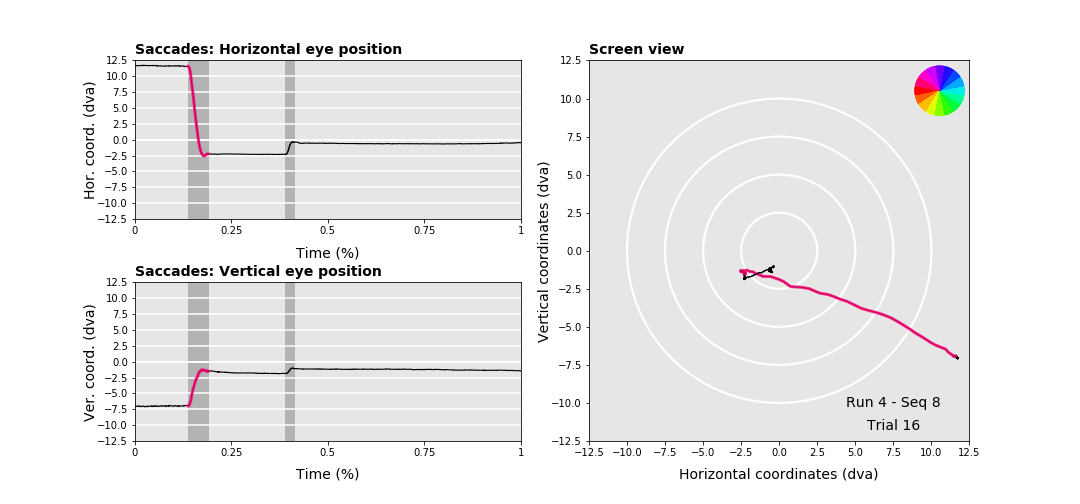 Saccades: Horizontal eye position
Hor. coord. (dva)
12.5
10.0
7.5
5.0
2.5
0.0
−2.5
−5.0
−7.5
−10.0
−12.5
0 0.25 0.5 0.75 1
Time (%)
Saccades: Vertical eye position
Ver. coord. (dva)
12.5
10.0
7.5
5.0
2.5
0.0
−2.5
−5.0
−7.5
−10.0
−12.5
0 0.25 0.5 0.75 1
Time (%)
Screen view
Vertical coordinates (dva)
12.5
10.0
7.5
5.0
2.5
0.0
−2.5
−5.0
−7.5
−10.0
−12.5
Run 4 - Seq 8
Trial 16
−12.5 −10.0 −7.5 −5.0 −2.5 0.0 2.5 5.0 7.5 10.0 12.5
Horizontal coordinates (dva)